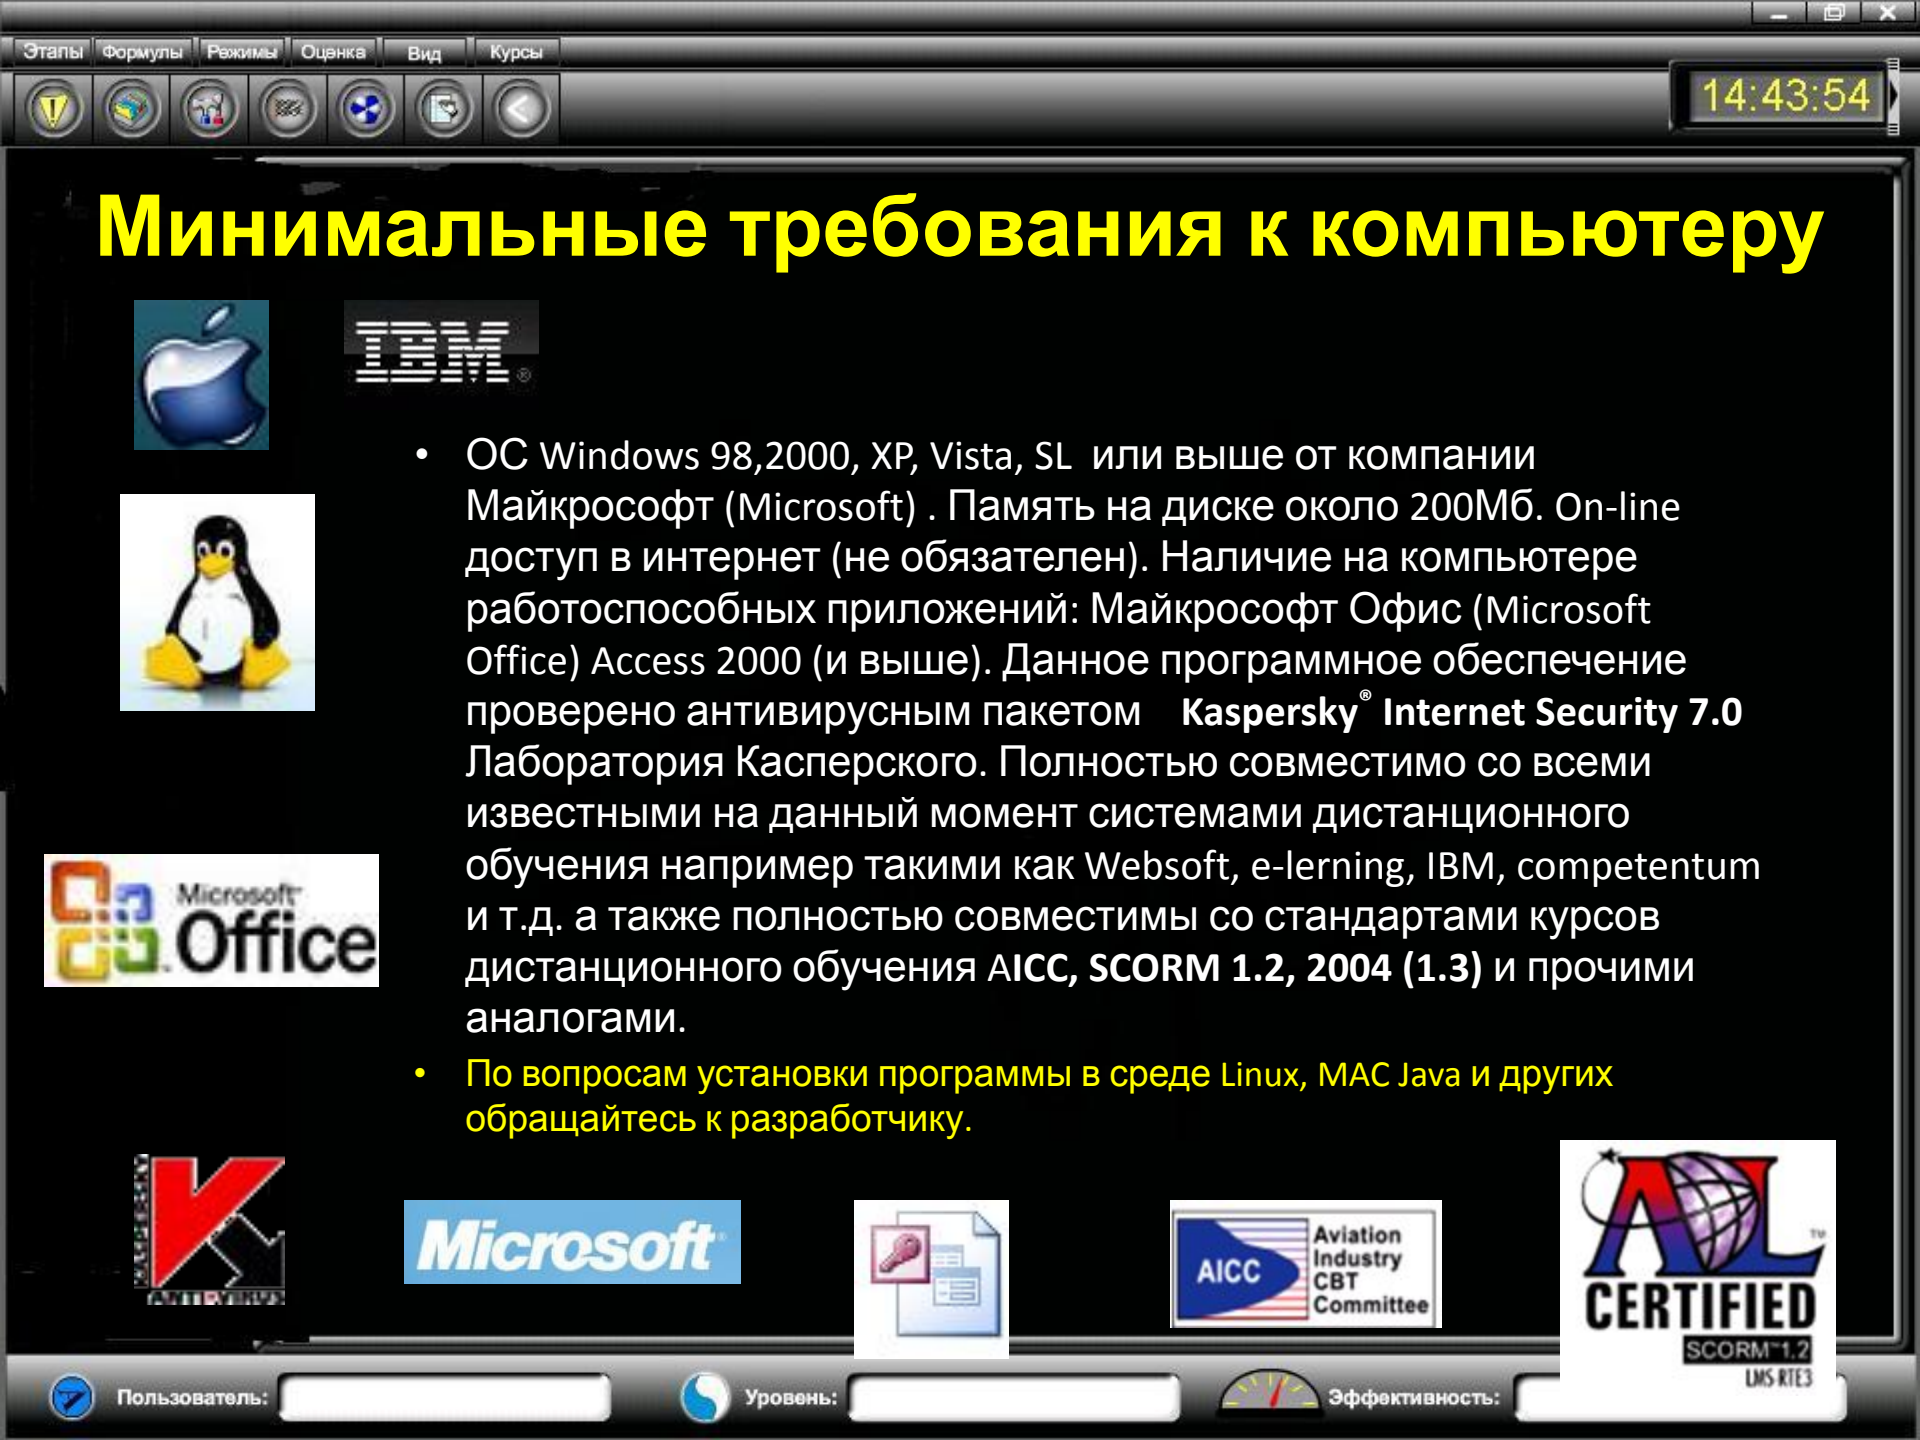 Этапы Формулы Режимы Оценка Вид Курсы
14:43:54
Минимальные требования к компьютеру
IBM®
• ОС Windows 98,2000, XP, Vista, SL или выше от компании
Майкрософт (Microsoft) . Память на диске около 200Мб. On-line
доступ в интернет (не обязателен). Наличие на компьютере
работоспособных приложений: Майкрософт Офис (Microsoft
Office) Access 2000 (и выше). Данное программное обеспечение
проверено антивирусным пакетом Kaspersky® Internet Security 7.0
Лаборатория Касперского. Полностью совместимо со всеми
известными на данный момент системами дистанционного
обучения например такими как Websoft, e-lerning, IBM, competentum
и т.д. а также полностью совместимы со стандартами курсов
дистанционного обучения AICC, SCORM 1.2, 2004 (1.3) и прочими
аналогами.
• По вопросам установки программы в среде Linux, MAC Java и других
обращайтесь к разработчику.
Microsoft
Office
KASPERSKY
ANTIVIRUS
Microsoft
AICC
Aviation
Industry
CBT
Committee
ADL™
CERTIFIED
SCORM™1.2
LMS RTE3
Пользователь: Уровень: Эффективность: